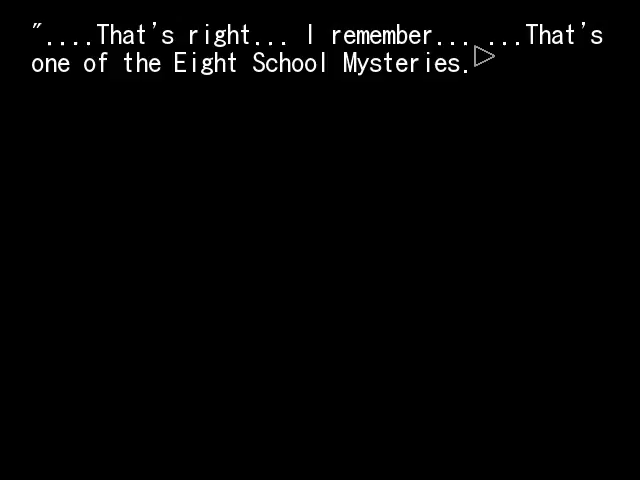 "....That's right... I remember... ...That's
one of the Eight School Mysteries.